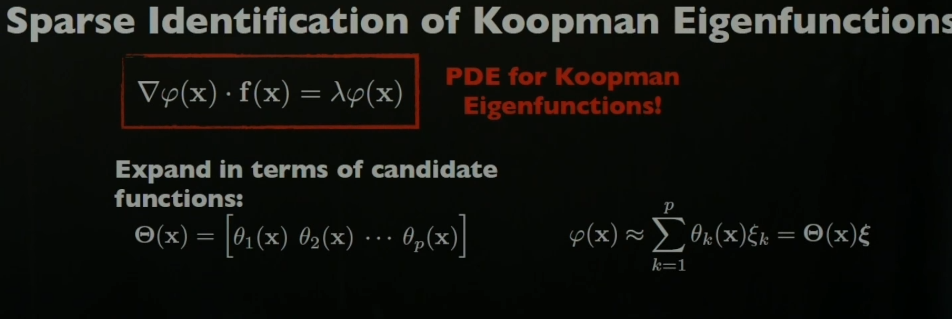 Sparse Identification of Koopman Eigenfunctions
∇φ(x) · f(x) = λφ(x)
PDE for Koopman
Eigenfunctions!
Expand in terms of candidate
functions:
Θ(x) = [θ₁(x) θ₂(x) ⋯ θₚ(x)]
φ(x) ≈ ∑ₖ₌₁ᵖ θₖ(x)ξₖ = Θ(x)ξ